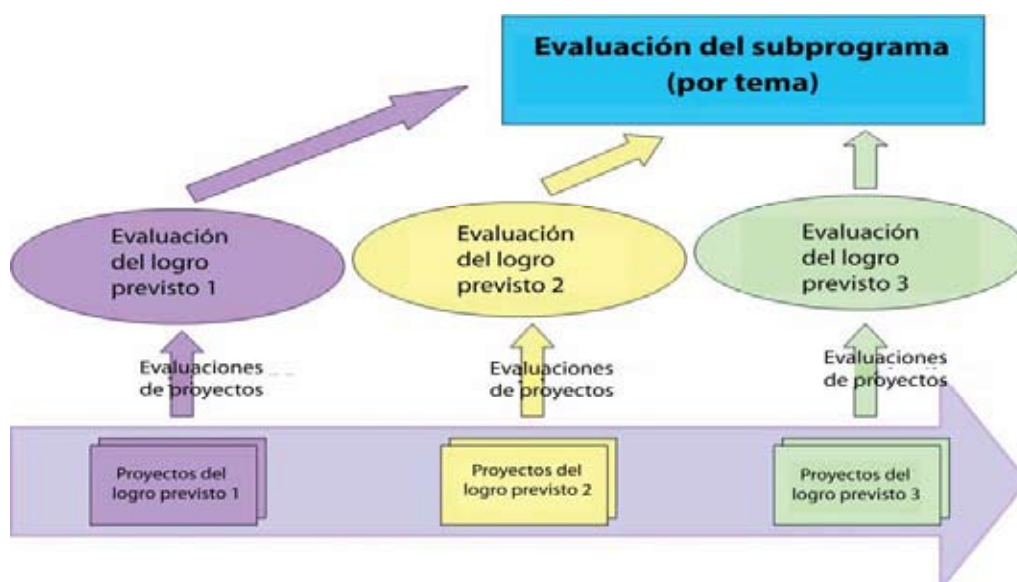 Evaluación del subprograma
(por tema)
Evaluación
del logro
previsto 1
Evaluación
del logro
previsto 2
Evaluación
del logro
previsto 3
Evaluaciones
de proyectos
Evaluaciones
de proyectos
Evaluaciones
de proyectos
Proyectos del
logro previsto 1
Proyectos del
logro previsto 2
Proyectos del
logro previsto 3